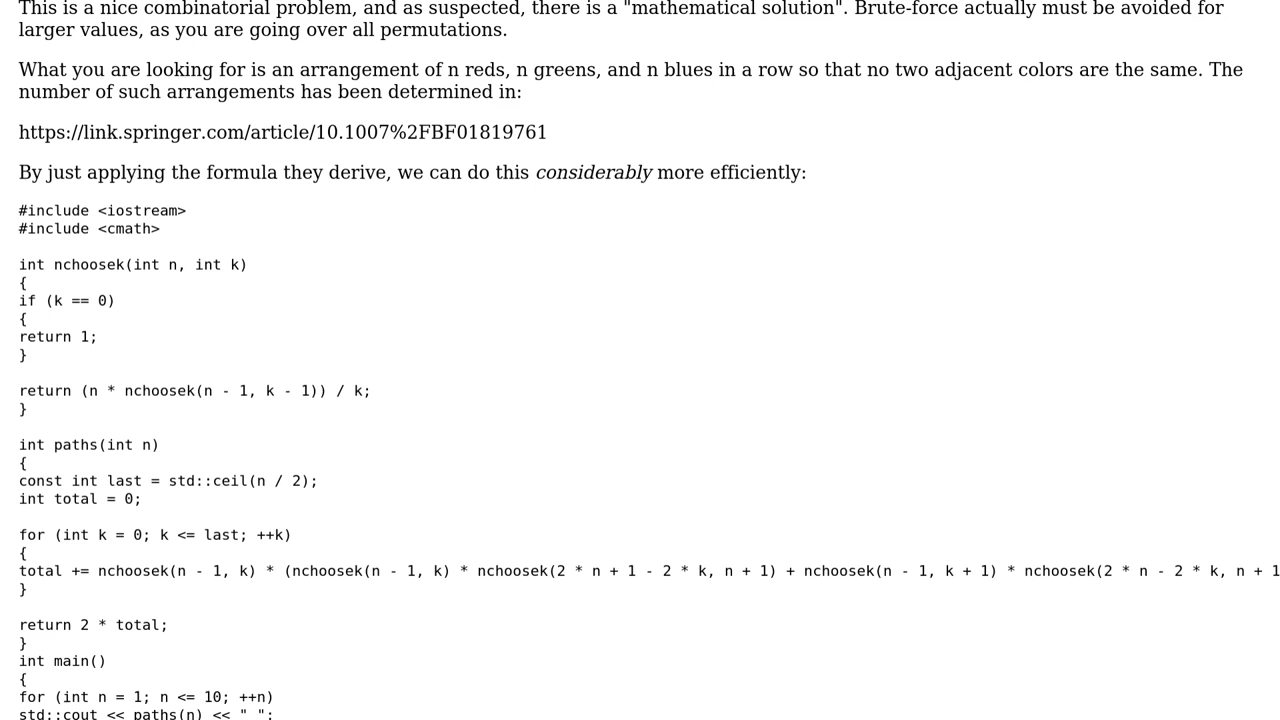 This is a nice combinatorial problem, and as suspected, there is a "mathematical solution". Brute-force actually must be avoided for
larger values, as you are going over all permutations.
What you are looking for is an arrangement of n reds, n greens, and n blues in a row so that no two adjacent colors are the same. The
number of such arrangements has been determined in:
https://link.springer.com/article/10.1007%2FBF01819761
By just applying the formula they derive, we can do this considerably more efficiently:
#include <iostream>
#include <cmath>
int nchoosek(int n, int k)
{
if (k == 0)
{
return 1;
}
return (n * nchoosek(n - 1, k - 1)) / k;
}
int paths(int n)
{
const int last = std::ceil(n / 2);
int total = 0;
for (int k = 0; k <= last; ++k)
{
total += nchoosek(n - 1, k) * (nchoosek(n - 1, k) * nchoosek(2 * n + 1 - 2 * k, n + 1) + nchoosek(n - 1, k + 1) * nchoosek(2 * n - 2 * k, n + 1
}
return 2 * total;
}
int main()
{
for (int n = 1; n <= 10; ++n)
std::cout << paths(n) << " ";